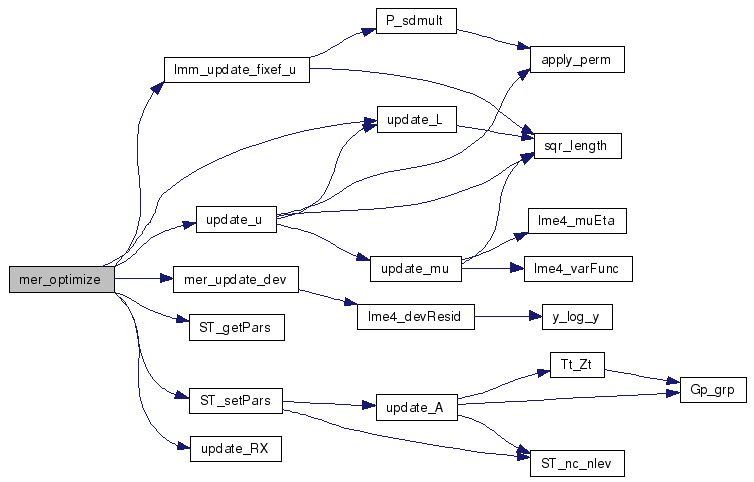 P_sdmult
apply_perm
lmm_update_fixef_u
update_L
sqr_length
update_u
lme4_muEta
update_mu
lme4_varFunc
mer_optimize
mer_update_dev
lme4_devResid
y_log_y
ST_getPars
Tt_Zt
Gp_grp
ST_setPars
update_A
update_RX
ST_nc_nlev